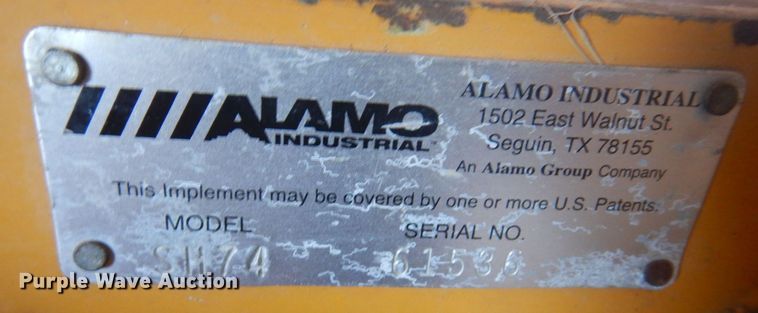 ALAMO
INDUSTRIAL
ALAMO INDUSTRIAL
1502 East Walnut St.
Seguin, TX 78155
An Alamo Group Company
This Implement may be covered by one or more U.S. Patents.
MODEL SERIAL NO.
SH74
Purple Wave Auction